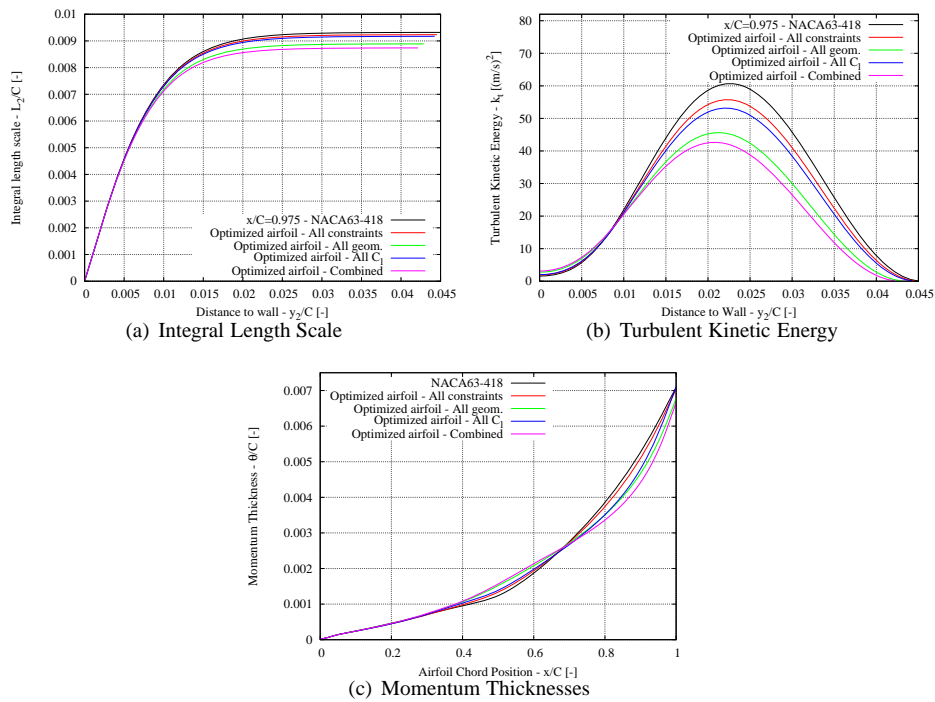 0.01
0.009
0.008
0.007
0.006
0.005
0.004
0.003
0.002
0.001
0
Integral length scale - L2/C [-]
x/C=0.975 - NACA63-418
Optimized airfoil - All constraints
Optimized airfoil - All geom.
Optimized airfoil - All Cl
Optimized airfoil - Combined
0 0.005 0.01 0.015 0.02 0.025 0.03 0.035 0.04 0.045
Distance to wall - y2/C [-]
(a) Integral Length Scale
80
70
60
50
40
30
20
10
0
Turbulent Kinetic Energy - kt [(m/s)^2]
x/C=0.975 - NACA63-418
Optimized airfoil - All constraints
Optimized airfoil - All geom.
Optimized airfoil - All Cl
Optimized airfoil - Combined
0 0.005 0.01 0.015 0.02 0.025 0.03 0.035 0.04 0.045
Distance to Wall - y2/C [-]
(b) Turbulent Kinetic Energy
0.007
0.006
0.005
0.004
0.003
0.002
0.001
0
Momentum Thickness - θ/C [-]
NACA63-418
Optimized airfoil - All constraints
Optimized airfoil - All geom.
Optimized airfoil - All Cl
Optimized airfoil - Combined
0 0.2 0.4 0.6 0.8 1
Airfoil Chord Position - x/C [-]
(c) Momentum Thicknesses